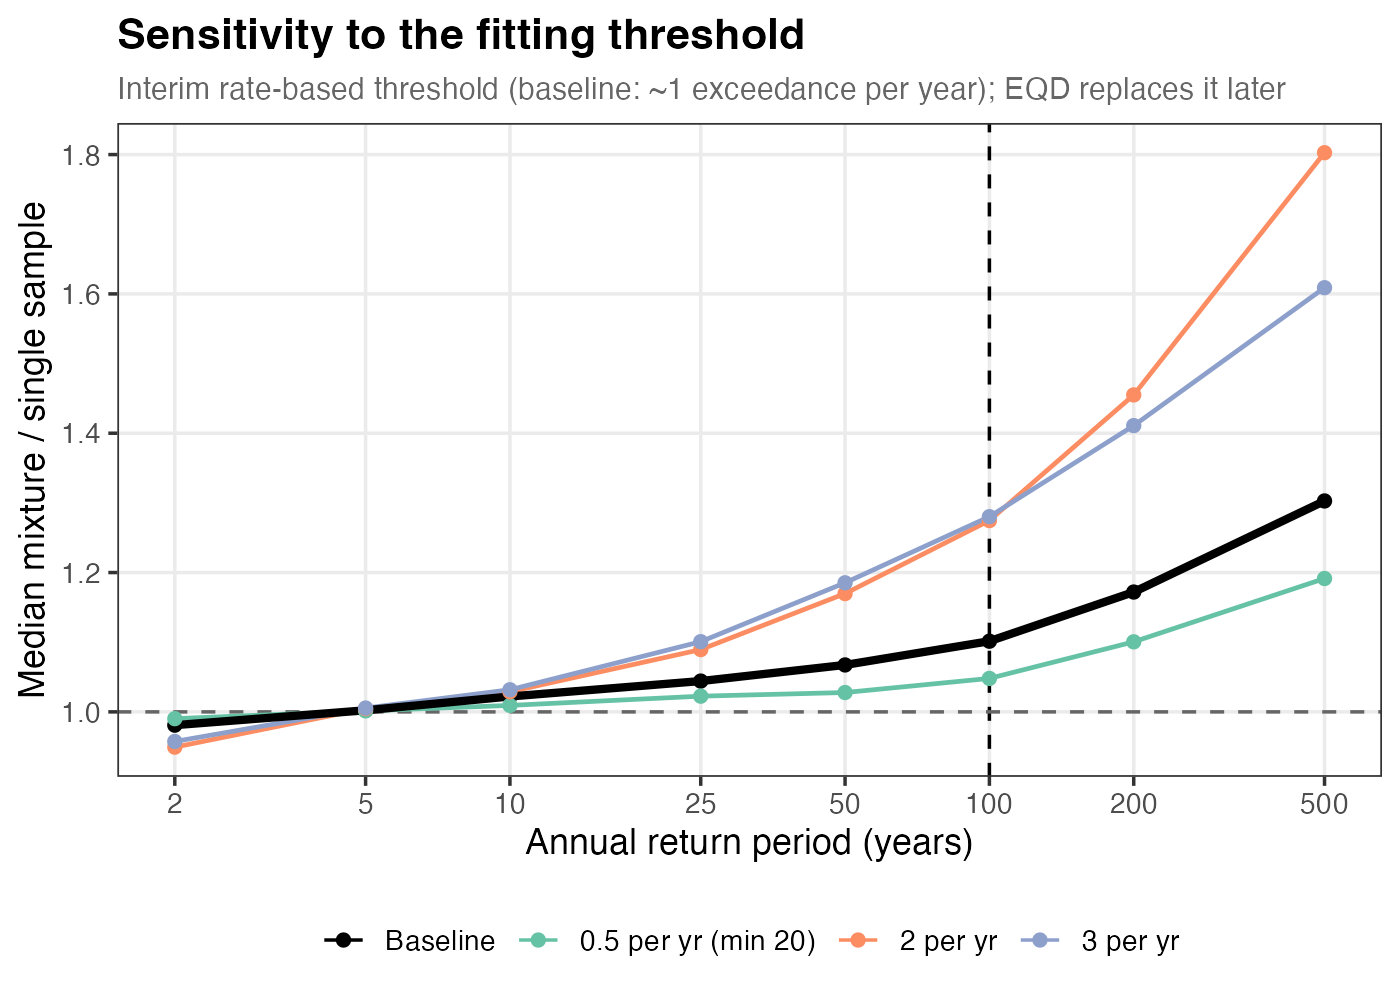 Sensitivity to the fitting threshold
Interim rate-based threshold (baseline: ~1 exceedance per year); EQD replaces it later
Median mixture / single sample
1.8
1.6
1.4
1.2
1.0
2 5 10 25 50 100 200 500
Annual return period (years)
Baseline 0.5 per yr (min 20) 2 per yr 3 per yr